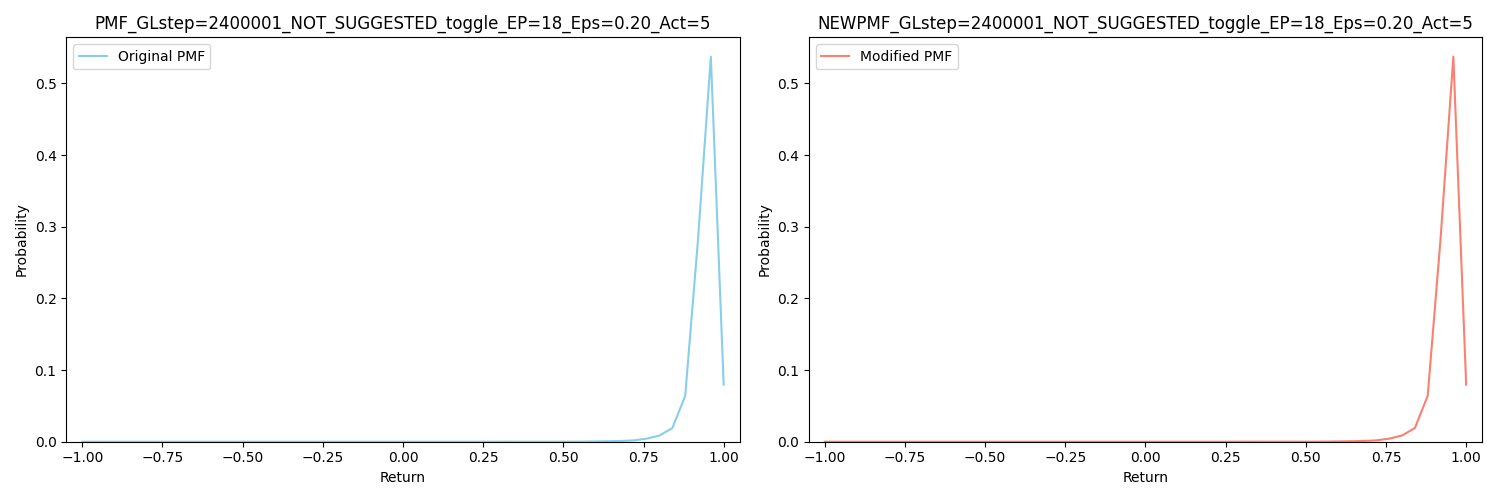 PMF_GLstep=2400001_NOT_SUGGESTED_toggle_EP=18_Eps=0.20_Act=5
Original PMF
Probability
0.5
0.4
0.3
0.2
0.1
0.0
−1.00 −0.75 −0.50 −0.25 0.00 0.25 0.50 0.75 1.00
Return
NEWPMF_GLstep=2400001_NOT_SUGGESTED_toggle_EP=18_Eps=0.20_Act=5
Modified PMF
Probability
0.5
0.4
0.3
0.2
0.1
0.0
−1.00 −0.75 −0.50 −0.25 0.00 0.25 0.50 0.75 1.00
Return